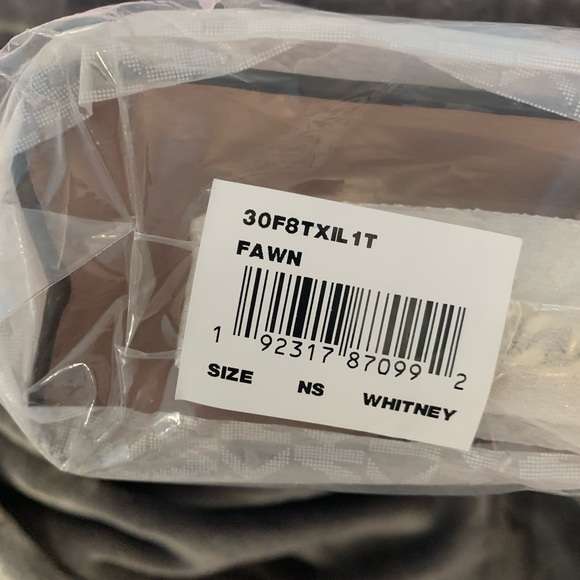 30F8TXIL1T
FAWN
1 92317 87099 2
SIZE NS WHITNEY